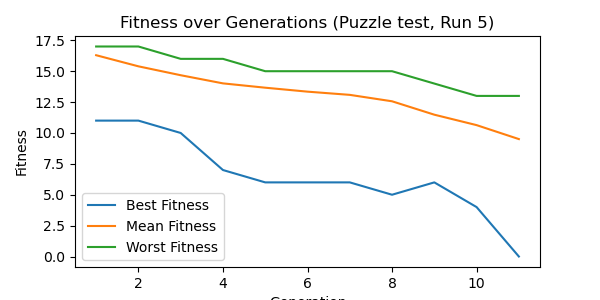 Fitness over Generations (Puzzle test, Run 5)
17.5
15.0
12.5
10.0
7.5
5.0
2.5
0.0
Fitness
Best Fitness
Mean Fitness
Worst Fitness
2 4 6 8 10
Generation